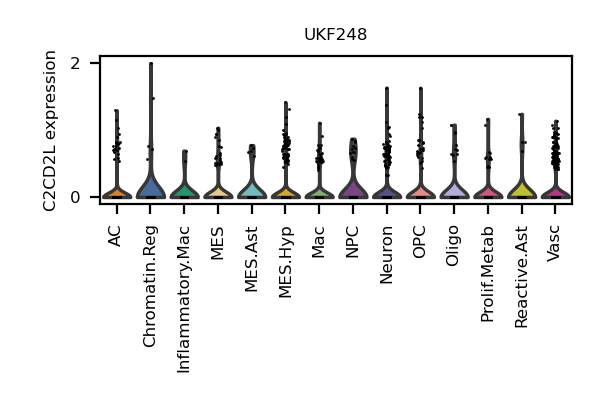 UKF248
C2CD2L expression
2
0
AC
Chromatin.Reg
Inflammatory.Mac
MES
MES.Ast
MES.Hyp
Mac
NPC
Neuron
OPC
Oligo
Prolif.Metab
Reactive.Ast
Vasc